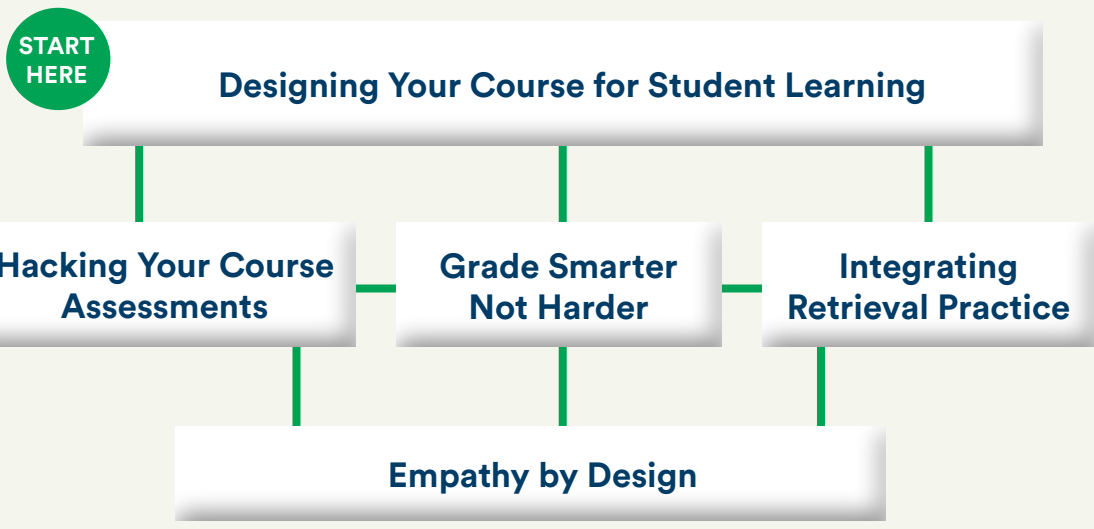 START
HERE
Designing Your Course for Student Learning
Hacking Your Course
Assessments
Grade Smarter
Not Harder
Integrating
Retrieval Practice
Empathy by Design